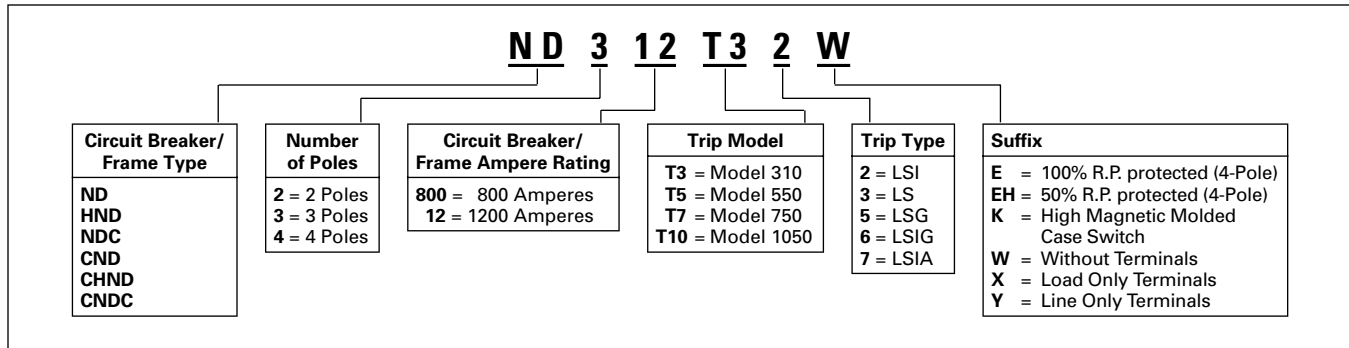 ND 3 12 T3 2 W
Circuit Breaker/
Frame Type
ND
HND
NDC
CND
CHND
CNDC
Number
of Poles
2 = 2 Poles
3 = 3 Poles
4 = 4 Poles
Circuit Breaker/
Frame Ampere Rating
800 = 800 Amperes
12 = 1200 Amperes
Trip Model
T3 = Model 310
T5 = Model 550
T7 = Model 750
T10 = Model 1050
Trip Type
2 = LSI
3 = LS
5 = LSG
6 = LSIG
7 = LSIA
Suffix
E = 100% R.P. protected (4-Pole)
EH = 50% R.P. protected (4-Pole)
K = High Magnetic Molded
Case Switch
W = Without Terminals
X = Load Only Terminals
Y = Line Only Terminals